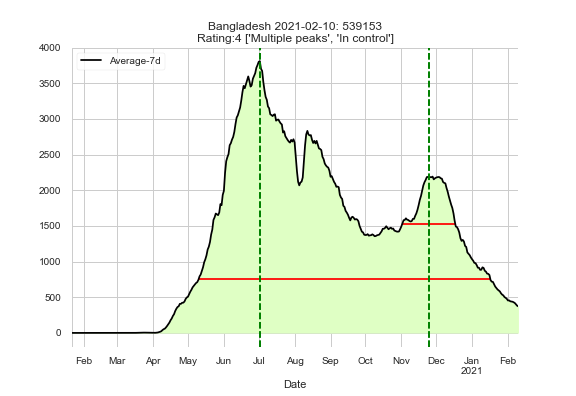 Bangladesh 2021-02-10: 539153
Rating:4 ['Multiple peaks', 'In control']
Average-7d
4000
3500
3000
2500
2000
1500
1000
500
0
Feb Mar Apr May Jun Jul Aug Sep Oct Nov Dec Jan Feb
2021
Date